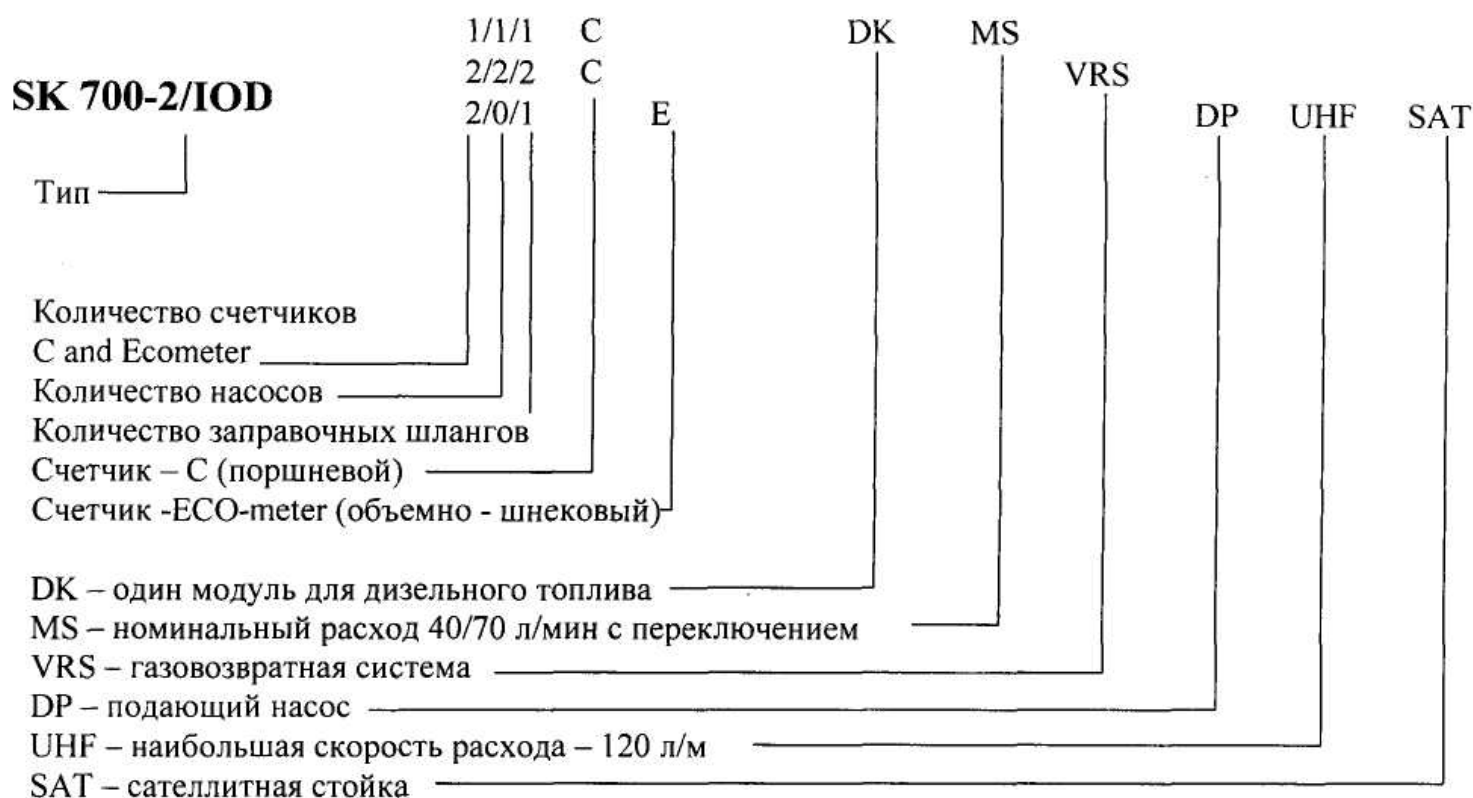 1/1/1 C DK MS
2/2/2 C VRS
SK 700-2/IOD
2/0/1 E DP UHF SAT
Тип
Количество счетчиков
C and Ecometer
Количество насосов
Количество заправочных шлангов
Счетчик – С (поршневой)
Счетчик -ECO-meter (объемно - шнековый)
DK – один модуль для дизельного топлива
MS – номинальный расход 40/70 л/мин с переключением
VRS – газовозвратная система
DP – подающий насос
UHF – наибольшая скорость расхода – 120 л/м
SAT – сателлитная стойка